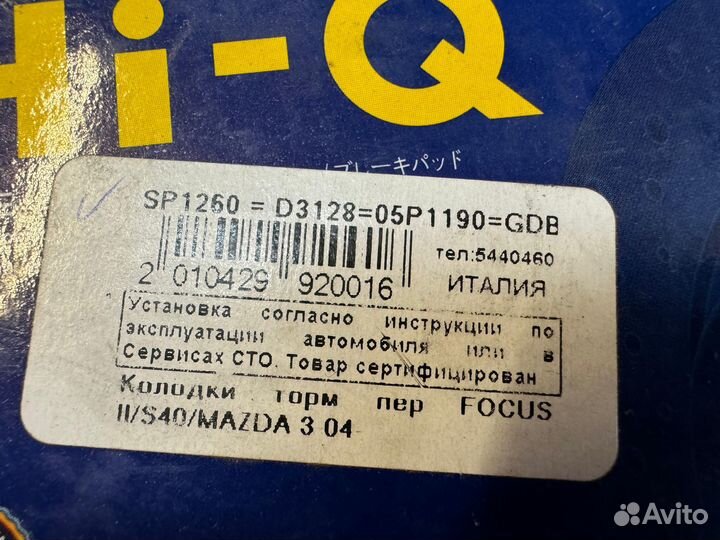 Hi-Q
ブレーキパッド
SP1260 = D3128=05P1190=GDB
тел:5440460
2 010429 920016
ИТАЛИЯ
Установка согласно инструкции по
эксплуатации автомобиля или в
Сервисах СТО. Товар сертифицирован
Колодки торм пер FOCUS
II/S40/MAZDA 3 04
Avito